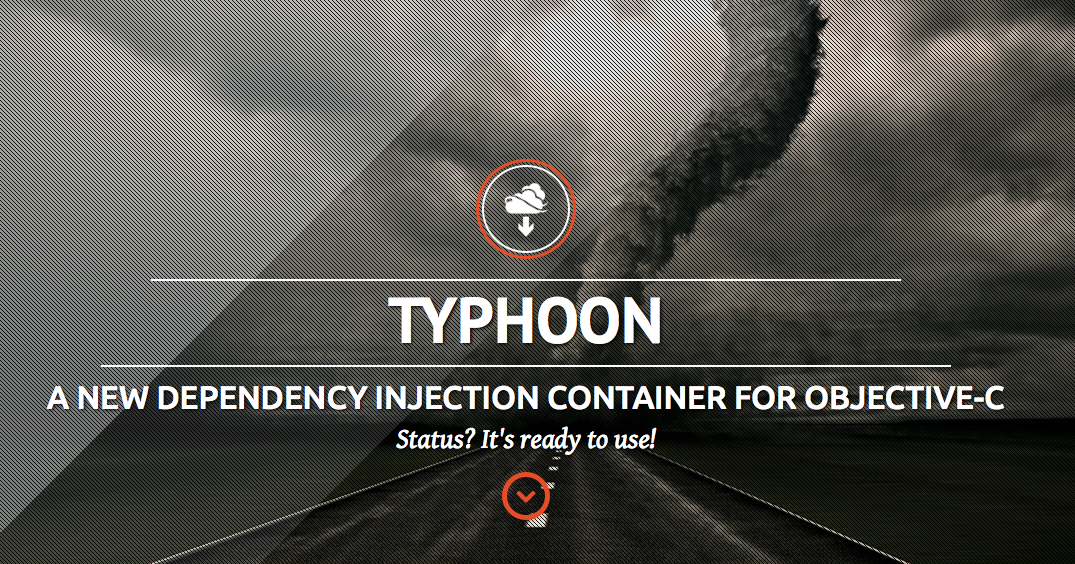 TYPHOON
A NEW DEPENDENCY INJECTION CONTAINER FOR OBJECTIVE-C
Status? It's ready to use!